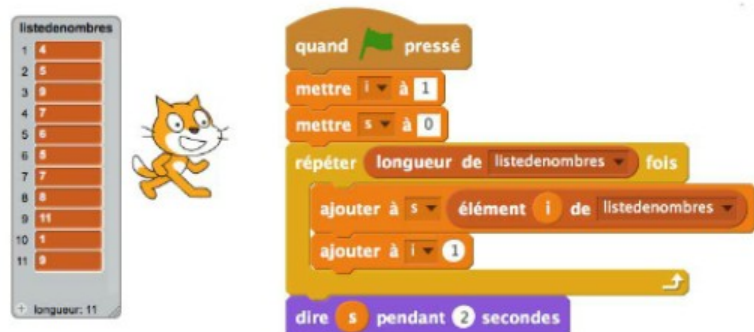 listedenombres
1 4
2 5
3 9
4 7
5 6
6 5
7 7
8 8
9 11
10 1
11 9
+ longueur: 11
quand pressé
mettre i à 1
mettre s à 0
répéter longueur de listedenombres fois
ajouter à s élément i de listedenombres
ajouter à i 1
dire s pendant 2 secondes